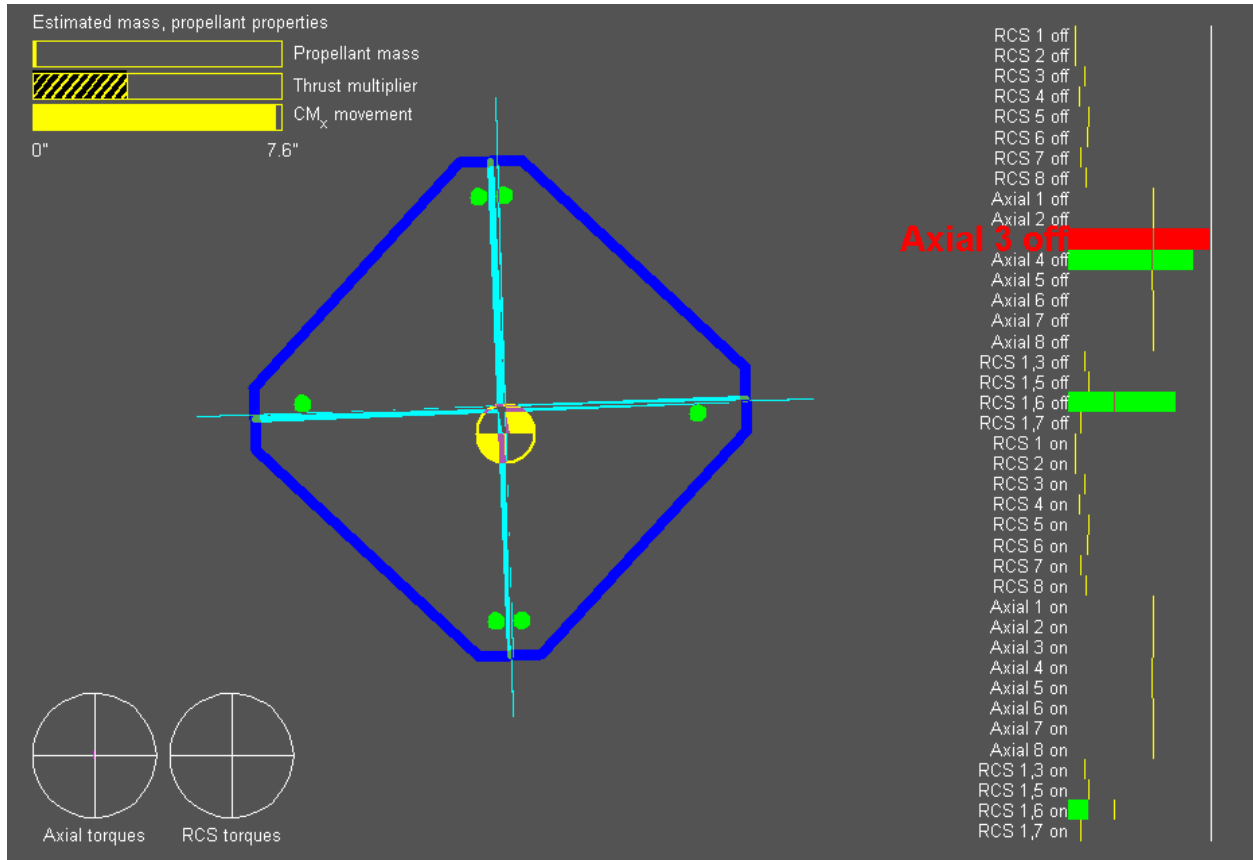 Estimated mass, propellant properties
Propellant mass
Thrust multiplier
CMx movement
0" 7.6"
Axial torques RCS torques
RCS 1 off
RCS 2 off
RCS 3 off
RCS 4 off
RCS 5 off
RCS 6 off
RCS 7 off
RCS 8 off
Axial 1 off
Axial 2 off
Axial 3 off
Axial 4 off
Axial 5 off
Axial 6 off
Axial 7 off
Axial 8 off
RCS 1,3 off
RCS 1,5 off
RCS 1,6 off
RCS 1,7 off
RCS 1 on
RCS 2 on
RCS 3 on
RCS 4 on
RCS 5 on
RCS 6 on
RCS 7 on
RCS 8 on
Axial 1 on
Axial 2 on
Axial 3 on
Axial 4 on
Axial 5 on
Axial 6 on
Axial 7 on
Axial 8 on
RCS 1,3 on
RCS 1,5 on
RCS 1,6 on
RCS 1,7 on